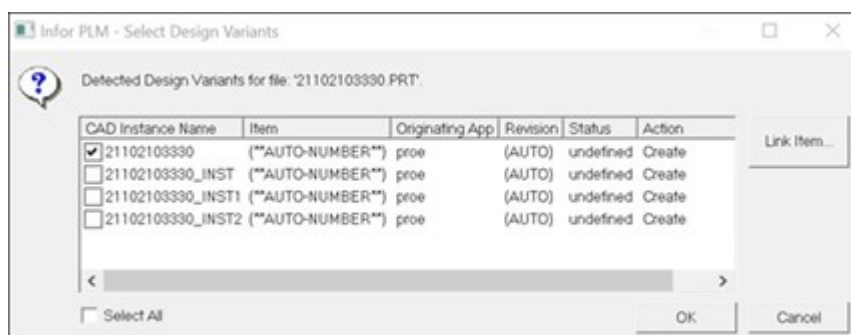 Infor PLM - Select Design Variants
Detected Design Variants for file: '21102103330.PRT'.
CAD Instance Name Item Originating App Revision Status Action
21102103330 (**AUTO-NUMBER**) proe (AUTO) undefined Create
21102103330_INST (**AUTO-NUMBER**) proe (AUTO) undefined Create
21102103330_INST1 (**AUTO-NUMBER**) proe (AUTO) undefined Create
21102103330_INST2 (**AUTO-NUMBER**) proe (AUTO) undefined Create
Link Item...
Select All
OK Cancel